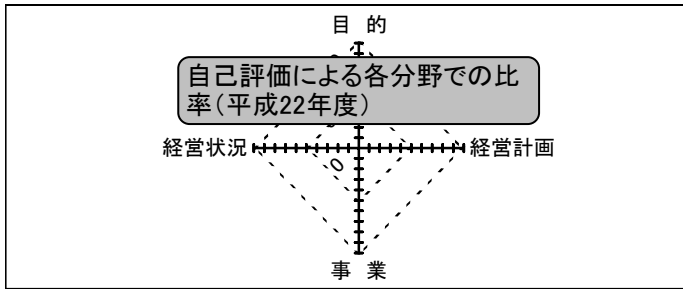 目 的
自己評価による各分野での比
率（平成22年度）
経営状況
0
経営計画
事 業